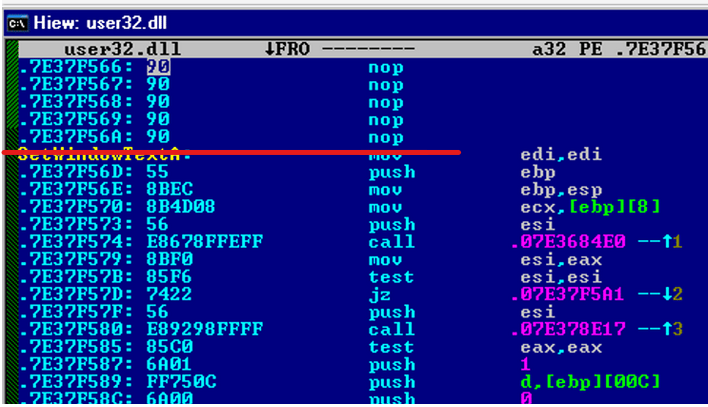 Hiew: user32.dll
user32.dll ↓FRO -------- a32 PE .7E37F56
.7E37F566: 90 nop
.7E37F567: 90 nop
.7E37F568: 90 nop
.7E37F569: 90 nop
.7E37F56A: 90 nop
SetWindowTextA: mov edi,edi
.7E37F56D: 55 push ebp
.7E37F56E: 8BEC mov ebp,esp
.7E37F570: 8B4D08 mov ecx,[ebp][8]
.7E37F573: 56 push esi
.7E37F574: E8678FFEFF call .07E3684E0 --↑1
.7E37F579: 8BF0 mov esi,eax
.7E37F57B: 85F6 test esi,esi
.7E37F57D: 7422 jz .07E37F5A1 --↓2
.7E37F57F: 56 push esi
.7E37F580: E89298FFFF call .07E378E17 --↑3
.7E37F585: 85C0 test eax,eax
.7E37F587: 6A01 push 1
.7E37F589: FF750C push d,[ebp][00C]
.7E37F58C: 6A00 push 0